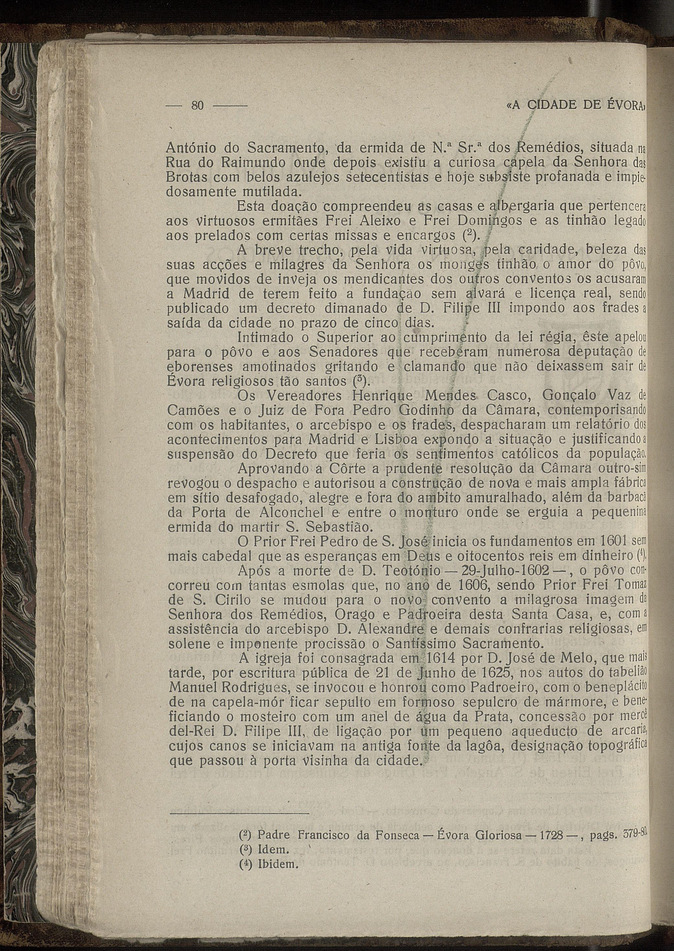 — 80 — «A CIDADE DE ÉVORA»
António do Sacramento, da ermida de N.ª Sr.ª dos Remédios, situada na
Rua do Raimundo onde depois existiu a curiosa capela da Senhora das
Brotas com belos azulejos setecentistas e hoje subsiste profanada e impie-
dosamente mutilada.
Esta doação compreendeu as casas e albergaria que pertencera
aos virtuosos ermitães Frei Aleixo e Frei Domingos e as tinhão legado
aos prelados com certas missas e encargos (²).
A breve trecho, pela vida virtuosa, pela caridade, beleza das
suas acções e milagres da Senhora os monges tinhão o amor do pôvo,
que movidos de inveja os mendicantes dos outros conventos os acusaram
a Madrid de terem feito a fundaçao sem alvará e licença real, sendo
publicado um decreto dimanado de D. Filipe III impondo aos frades a
saída da cidade no prazo de cinco dias.
Intimado o Superior ao cumprimento da lei régia, êste apelou
para o pôvo e aos Senadores que receberam numerosa deputação de
eborenses amotinados gritando e clamando que não deixassem sair de
Évora religiosos tão santos (³).
Os Vereadores Henrique Mendes Casco, Gonçalo Vaz de
Camões e o Juiz de Fora Pedro Godinho da Câmara, contemporisando
com os habitantes, o arcebispo e os frades, despacharam um relatório dos
acontecimentos para Madrid e Lisboa expondo a situação e justificando a
suspensão do Decreto que feria os sentimentos católicos da população.
Aprovando a Côrte a prudente resolução da Câmara outro-sim
revogou o despacho e autorisou a construção de nova e mais ampla fábrica
em sítio desafogado, alegre e fora do ambito amuralhado, além da barbacã
da Porta de Alconchel e entre o monturo onde se erguia a pequenina
ermida do martir S. Sebastião.
O Prior Frei Pedro de S. José inicia os fundamentos em 1601 sem
mais cabedal que as esperanças em Deus e oitocentos reis em dinheiro (⁴).
Após a morte de D. Teotónio — 29-Julho-1602 —, o pôvo con-
correu com tantas esmolas que, no ano de 1606, sendo Prior Frei Tomaz
de S. Cirilo se mudou para o novo convento a milagrosa imagem da
Senhora dos Remédios, Orago e Padroeira desta Santa Casa, e, com a
assistência do arcebispo D. Alexandre e demais confrarias religiosas, em
solene e imponente procissão o Santíssimo Sacramento.
A igreja foi consagrada em 1614 por D. José de Melo, que mais
tarde, por escritura pública de 21 de Junho de 1625, nos autos do tabelião
Manuel Rodrigues, se invocou e honrou como Padroeiro, com o beneplácito
de na capela-mór ficar sepulto em formoso sepulcro de mármore, e bene-
ficiando o mosteiro com um anel de água da Prata, concessão por mercê
del-Rei D. Filipe III, de ligação por um pequeno aqueducto de arcaria,
cujos canos se iniciavam na antiga fonte da lagôa, designação topográfica
que passou à porta visinha da cidade.
(²) Padre Francisco da Fonseca — Évora Gloriosa — 1728 —, pags. 379-80.
(³) Idem.
(⁴) Ibidem.